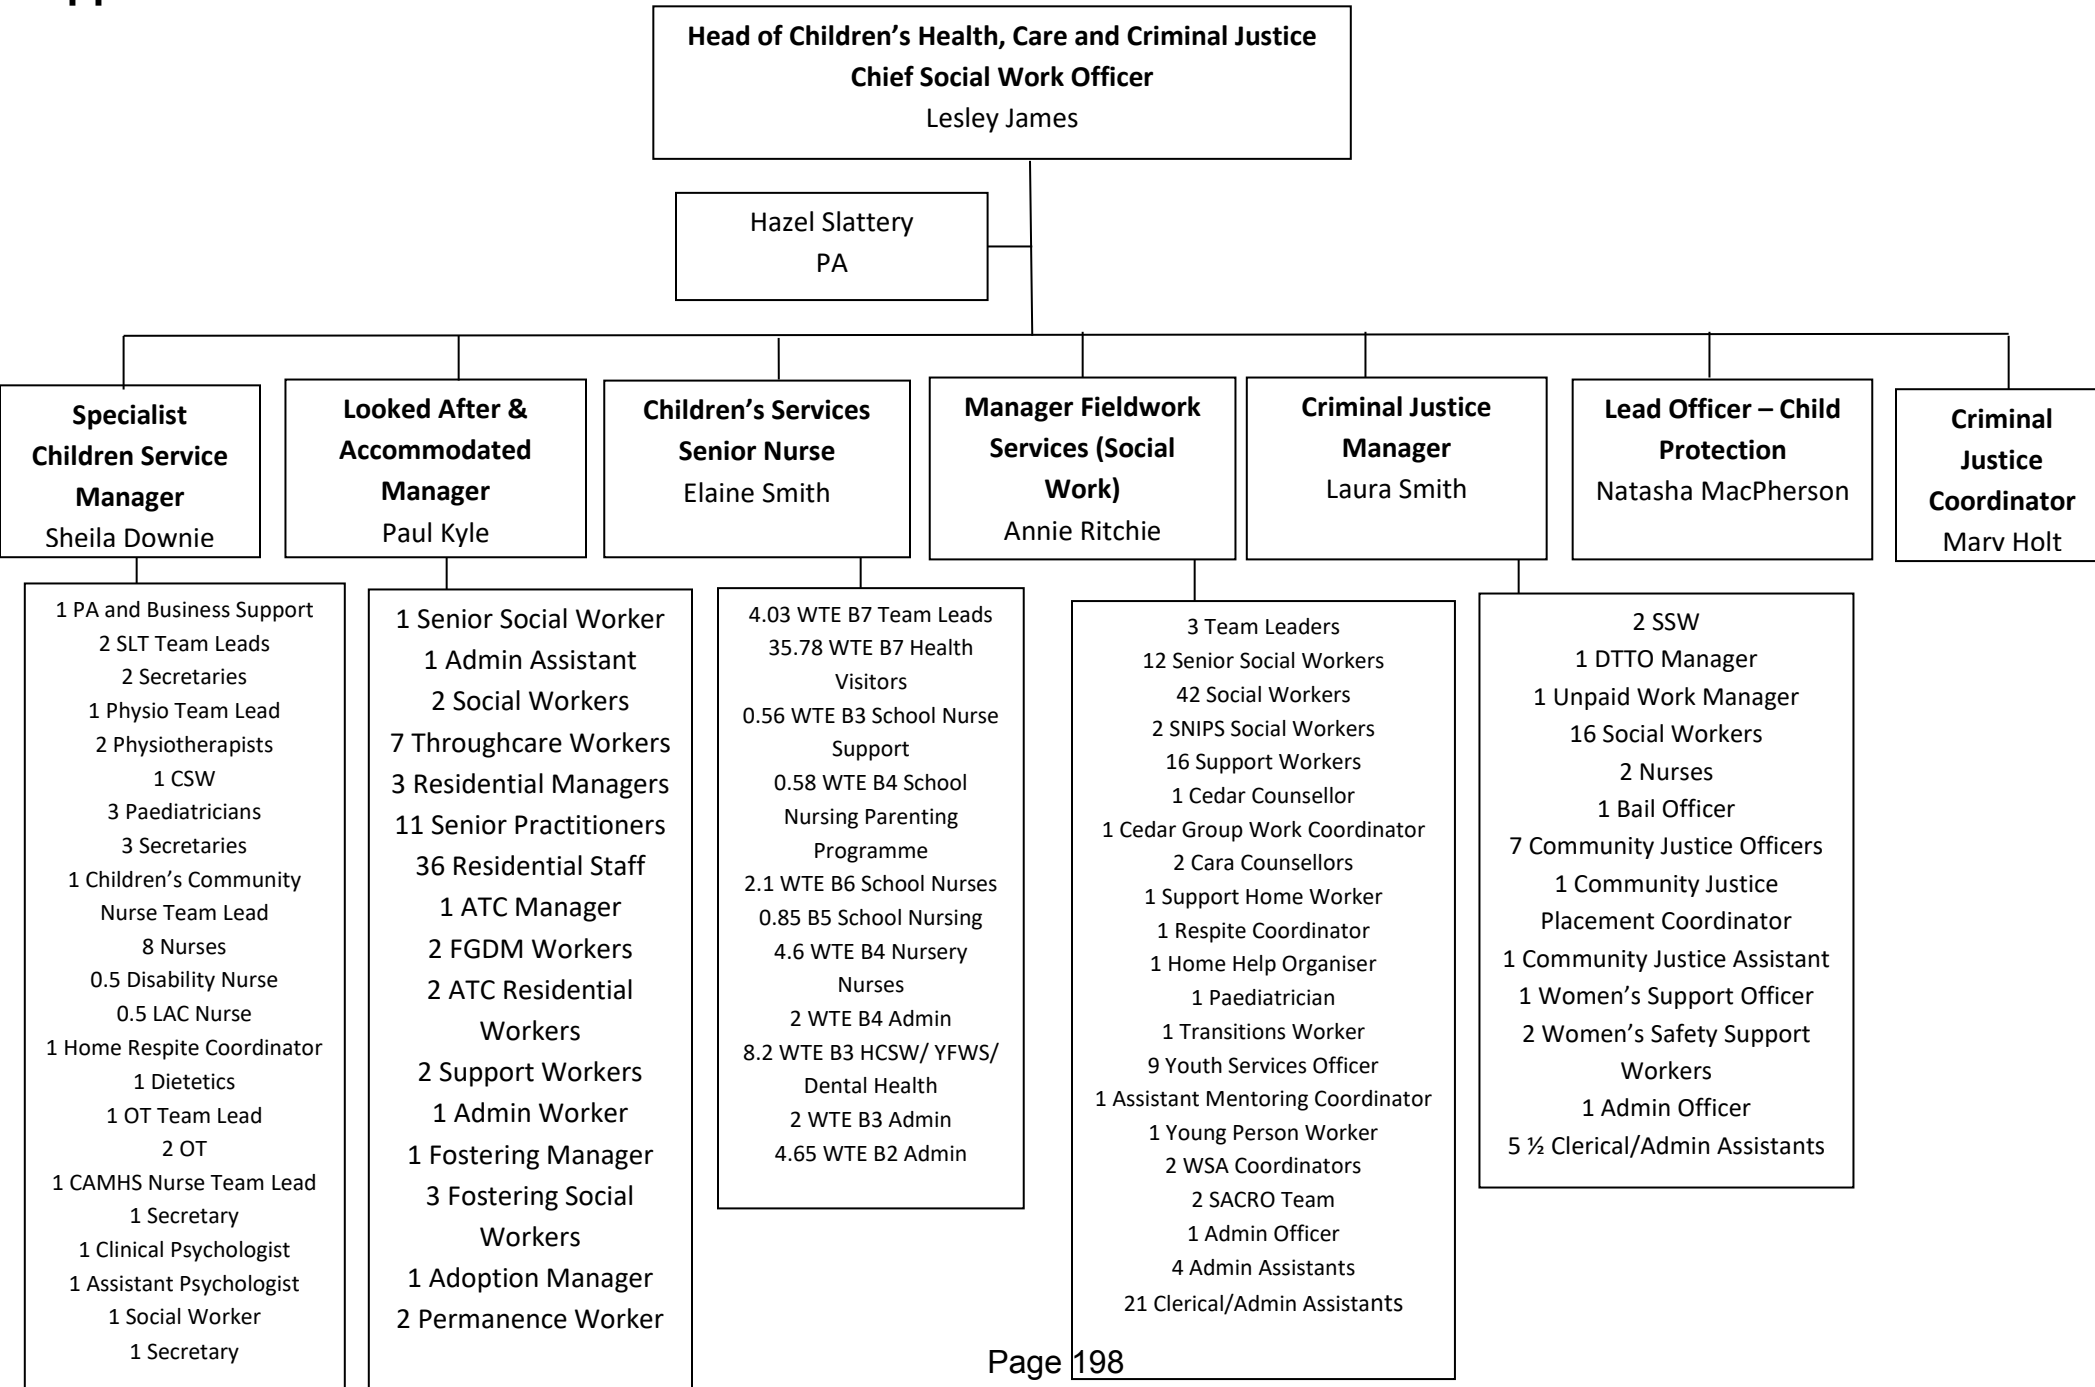 Head of Children’s Health, Care and Criminal Justice
Chief Social Work Officer
Lesley James
Hazel Slattery
PA
Specialist
Children Service
Manager
Sheila Downie
Looked After &
Accommodated
Manager
Paul Kyle
Children’s Services
Senior Nurse
Elaine Smith
Manager Fieldwork
Services (Social
Work)
Annie Ritchie
Criminal Justice
Manager
Laura Smith
Lead Officer – Child
Protection
Natasha MacPherson
Criminal
Justice
Coordinator
Mary Holt
1 PA and Business Support
2 SLT Team Leads
2 Secretaries
1 Physio Team Lead
2 Physiotherapists
1 CSW
3 Paediatricians
3 Secretaries
1 Children’s Community
Nurse Team Lead
8 Nurses
0.5 Disability Nurse
0.5 LAC Nurse
1 Home Respite Coordinator
1 Dietetics
1 OT Team Lead
2 OT
1 CAMHS Nurse Team Lead
1 Secretary
1 Clinical Psychologist
1 Assistant Psychologist
1 Social Worker
1 Secretary
1 Senior Social Worker
1 Admin Assistant
2 Social Workers
7 Throughcare Workers
3 Residential Managers
11 Senior Practitioners
36 Residential Staff
1 ATC Manager
2 FGDM Workers
2 ATC Residential
Workers
2 Support Workers
1 Admin Worker
1 Fostering Manager
3 Fostering Social
Workers
1 Adoption Manager
2 Permanence Worker
4.03 WTE B7 Team Leads
35.78 WTE B7 Health
Visitors
0.56 WTE B3 School Nurse
Support
0.58 WTE B4 School
Nursing Parenting
Programme
2.1 WTE B6 School Nurses
0.85 B5 School Nursing
4.6 WTE B4 Nursery
Nurses
2 WTE B4 Admin
8.2 WTE B3 HCSW/ YFWS/
Dental Health
2 WTE B3 Admin
4.65 WTE B2 Admin
3 Team Leaders
12 Senior Social Workers
42 Social Workers
2 SNIPS Social Workers
16 Support Workers
1 Cedar Counsellor
1 Cedar Group Work Coordinator
2 Cara Counsellors
1 Support Home Worker
1 Respite Coordinator
1 Home Help Organiser
1 Paediatrician
1 Transitions Worker
9 Youth Services Officer
1 Assistant Mentoring Coordinator
1 Young Person Worker
2 WSA Coordinators
2 SACRO Team
1 Admin Officer
4 Admin Assistants
21 Clerical/Admin Assistants
2 SSW
1 DTTO Manager
1 Unpaid Work Manager
16 Social Workers
2 Nurses
1 Bail Officer
7 Community Justice Officers
1 Community Justice
Placement Coordinator
1 Community Justice Assistant
1 Women’s Support Officer
2 Women’s Safety Support
Workers
1 Admin Officer
5 ½ Clerical/Admin Assistants
Page 198